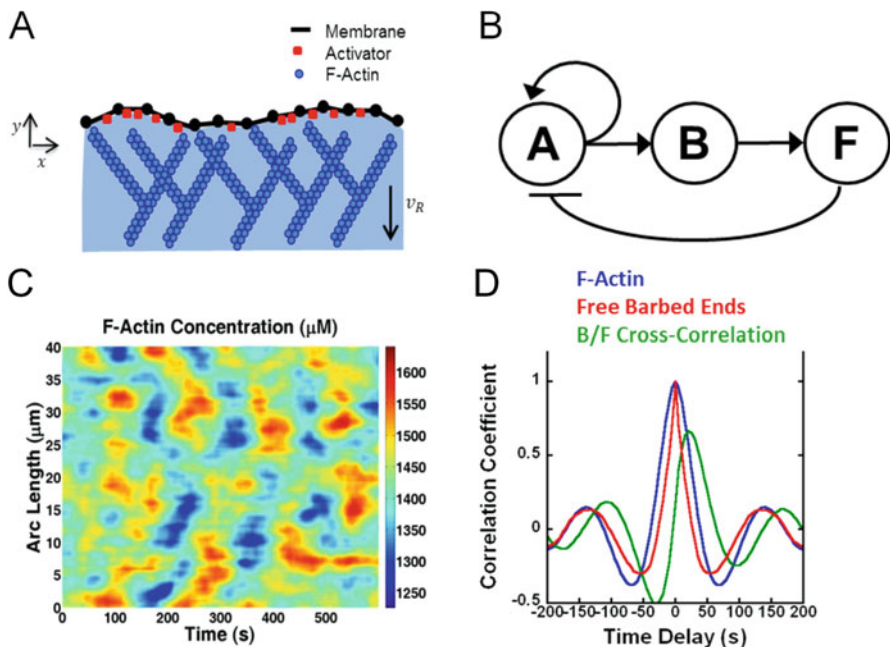 A
Membrane
Activator
F-Actin
y
x
v_R
B
A
B
F
C
F-Actin Concentration (μM)
Arc Length (μm)
40
35
30
25
20
15
10
5
0
0 100 200 300 400 500
Time (s)
1600
1550
1500
1450
1400
1350
1300
1250
D
F-Actin
Free Barbed Ends
B/F Cross-Correlation
Correlation Coefficient
1
0.5
0
-0.5
-200 -150 -100 -50 0 50 100 150 200
Time Delay (s)